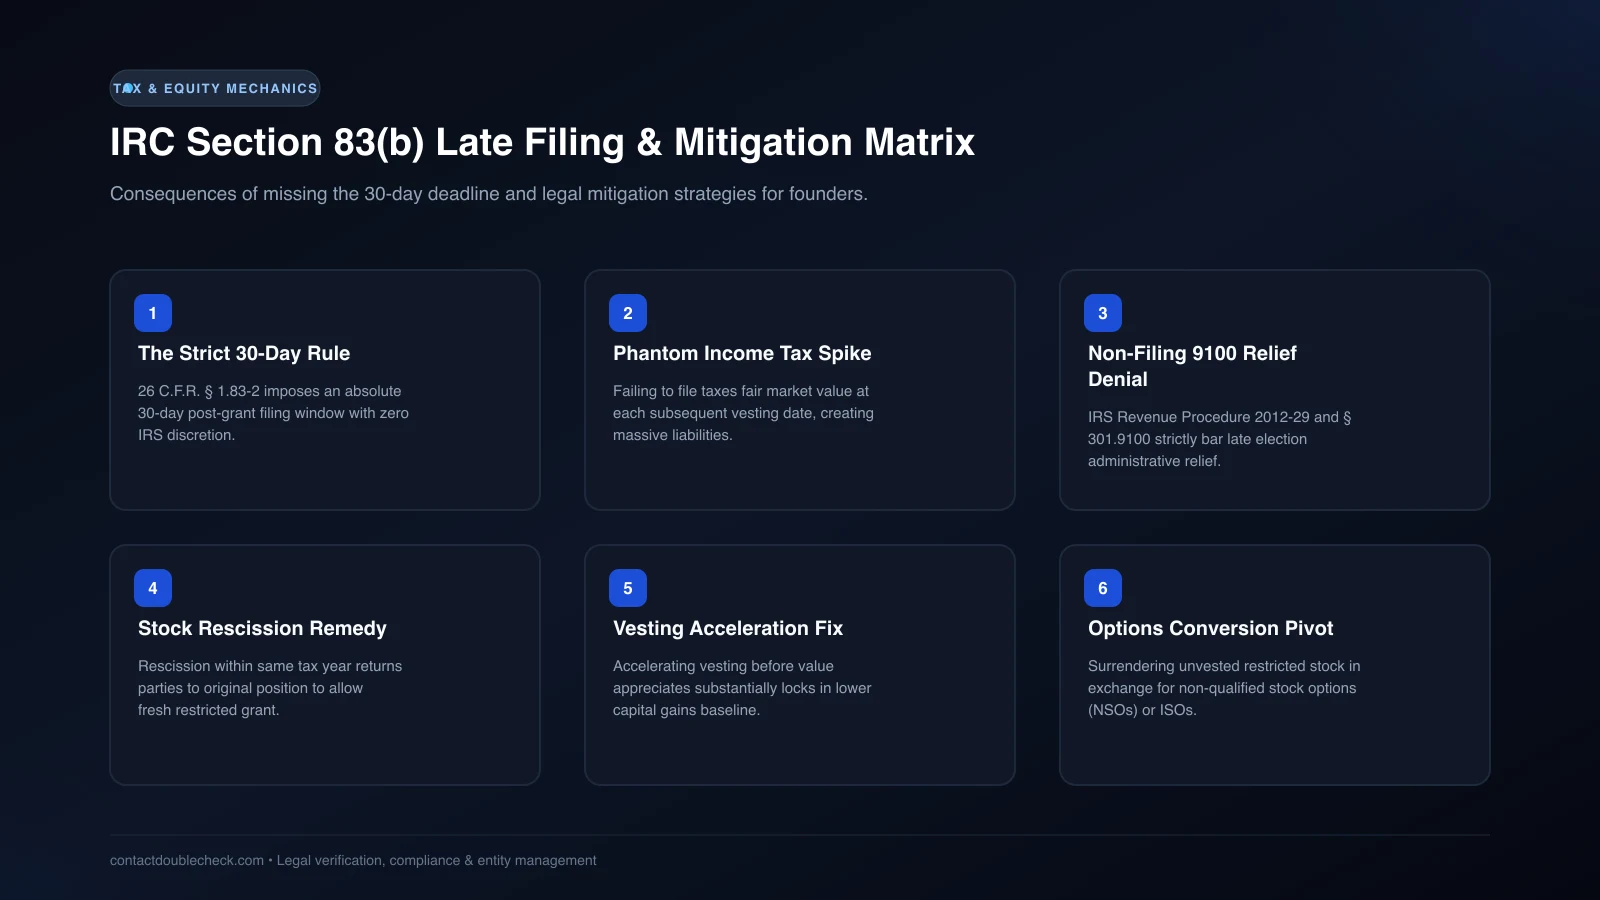 TAX & EQUITY MECHANICS
IRC Section 83(b) Late Filing & Mitigation Matrix
Consequences of missing the 30-day deadline and legal mitigation strategies for founders.
1
The Strict 30-Day Rule
26 C.F.R. § 1.83-2 imposes an absolute
30-day post-grant filing window with zero
IRS discretion.
2
Phantom Income Tax Spike
Failing to file taxes fair market value at
each subsequent vesting date, creating
massive liabilities.
3
Non-Filing 9100 Relief
Denial
IRS Revenue Procedure 2012-29 and §
301.9100 strictly bar late election
administrative relief.
4
Stock Rescission Remedy
Rescission within same tax year returns
parties to original position to allow
fresh restricted grant.
5
Vesting Acceleration Fix
Accelerating vesting before value
appreciates substantially locks in lower
capital gains baseline.
6
Options Conversion Pivot
Surrendering unvested restricted stock in
exchange for non-qualified stock options
(NSOs) or ISOs.
contactdoublecheck.com • Legal verification, compliance & entity management